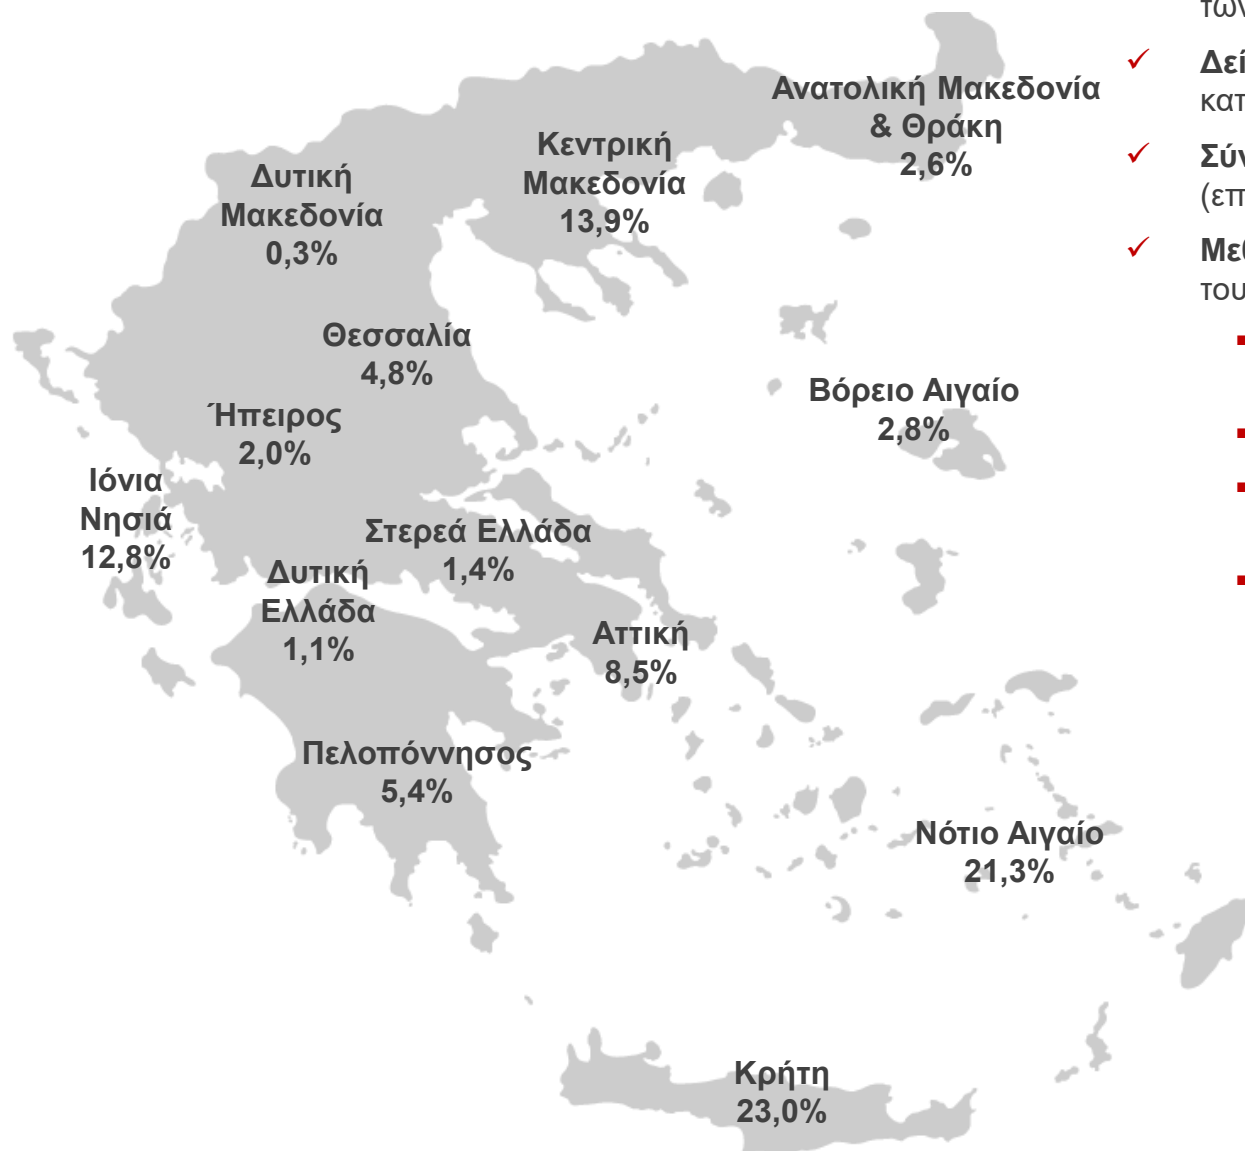 Ανατολική Μακεδονία
& Θράκη
2,6%
Κεντρική
Μακεδονία
13,9%
Δυτική
Μακεδονία
0,3%
Θεσσαλία
4,8%
Βόρειο Αιγαίο
2,8%
Ήπειρος
2,0%
Ιόνια
Νησιά
12,8%
Στερεά Ελλάδα
1,4%
Δυτική
Ελλάδα
1,1%
Αττική
8,5%
Πελοπόννησος
5,4%
Νότιο Αιγαίο
21,3%
Κρήτη
23,0%